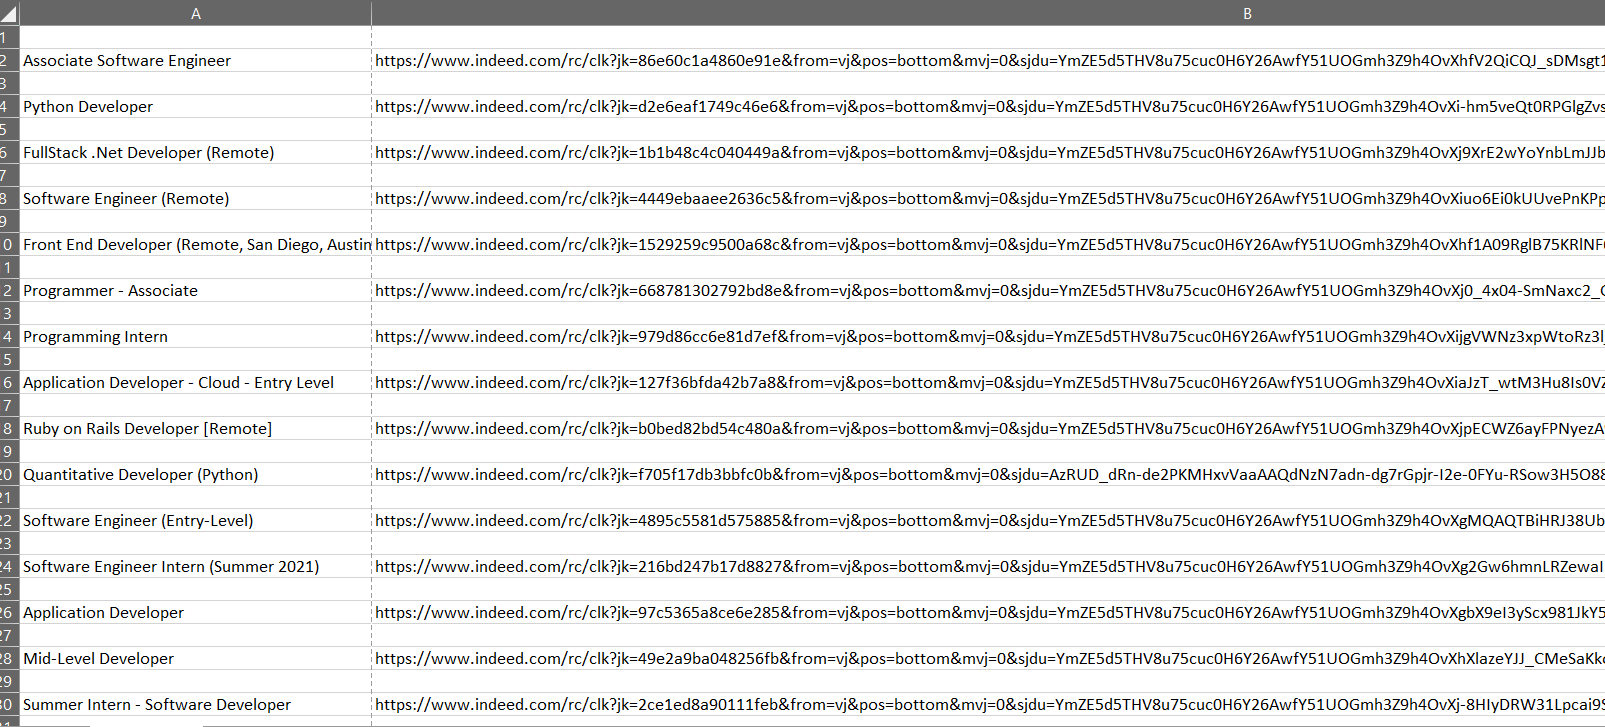 A B
1
2 Associate Software Engineer https://www.indeed.com/rc/clk?jk=86e60c1a4860e91e&from=vj&pos=bottom&mvj=0&sjdu=YmZE5d5THV8u75cuc0H6Y26AwfY51UOGmh3Z9h4OvXhfV2QiCQJ_sDMsgt1
3
4 Python Developer https://www.indeed.com/rc/clk?jk=d2e6eaf1749c46e6&from=vj&pos=bottom&mvj=0&sjdu=YmZE5d5THV8u75cuc0H6Y26AwfY51UOGmh3Z9h4OvXi-hm5veQt0RPGlgZvs
5
6 FullStack .Net Developer (Remote) https://www.indeed.com/rc/clk?jk=1b1b48c4c040449a&from=vj&pos=bottom&mvj=0&sjdu=YmZE5d5THV8u75cuc0H6Y26AwfY51UOGmh3Z9h4OvXj9XrE2wYoYnbLmJJb
7
8 Software Engineer (Remote) https://www.indeed.com/rc/clk?jk=4449ebaaee2636c5&from=vj&pos=bottom&mvj=0&sjdu=YmZE5d5THV8u75cuc0H6Y26AwfY51UOGmh3Z9h4OvXiuo6Ei0kUUvePnKPp
9
10 Front End Developer (Remote, San Diego, Austin https://www.indeed.com/rc/clk?jk=1529259c9500a68c&from=vj&pos=bottom&mvj=0&sjdu=YmZE5d5THV8u75cuc0H6Y26AwfY51UOGmh3Z9h4OvXhf1A09RglB75KRlNF
11
12 Programmer - Associate https://www.indeed.com/rc/clk?jk=668781302792bd8e&from=vj&pos=bottom&mvj=0&sjdu=YmZE5d5THV8u75cuc0H6Y26AwfY51UOGmh3Z9h4OvXj0_4x04-SmNaxc2_
13
14 Programming Intern https://www.indeed.com/rc/clk?jk=979d86cc6e81d7ef&from=vj&pos=bottom&mvj=0&sjdu=YmZE5d5THV8u75cuc0H6Y26AwfY51UOGmh3Z9h4OvXijgVWNz3xpWtoRz3l
15
16 Application Developer - Cloud - Entry Level https://www.indeed.com/rc/clk?jk=127f36bfda42b7a8&from=vj&pos=bottom&mvj=0&sjdu=YmZE5d5THV8u75cuc0H6Y26AwfY51UOGmh3Z9h4OvXiaJzT_wtM3Hu8Is0VZ
17
18 Ruby on Rails Developer [Remote] https://www.indeed.com/rc/clk?jk=b0bed82bd54c480a&from=vj&pos=bottom&mvj=0&sjdu=YmZE5d5THV8u75cuc0H6Y26AwfY51UOGmh3Z9h4OvXjpECWZ6ayFPNyezA
19
20 Quantitative Developer (Python) https://www.indeed.com/rc/clk?jk=f705f17db3bbfc0b&from=vj&pos=bottom&mvj=0&sjdu=AzRUD_dRn-de2PKMHxvVaaAAQdNzN7adn-dg7rGpjr-I2e-0FYu-RSow3H5O88
21
22 Software Engineer (Entry-Level) https://www.indeed.com/rc/clk?jk=4895c5581d575885&from=vj&pos=bottom&mvj=0&sjdu=YmZE5d5THV8u75cuc0H6Y26AwfY51UOGmh3Z9h4OvXgMQAQTBiHRJ38Ub
23
24 Software Engineer Intern (Summer 2021) https://www.indeed.com/rc/clk?jk=216bd247b17d8827&from=vj&pos=bottom&mvj=0&sjdu=YmZE5d5THV8u75cuc0H6Y26AwfY51UOGmh3Z9h4OvXg2Gw6hmnLRZewaI
25
26 Application Developer https://www.indeed.com/rc/clk?jk=97c5365a8ce6e285&from=vj&pos=bottom&mvj=0&sjdu=YmZE5d5THV8u75cuc0H6Y26AwfY51UOGmh3Z9h4OvXgbX9eI3yScx981JkY5
27
28 Mid-Level Developer https://www.indeed.com/rc/clk?jk=49e2a9ba048256fb&from=vj&pos=bottom&mvj=0&sjdu=YmZE5d5THV8u75cuc0H6Y26AwfY51UOGmh3Z9h4OvXhXlazeYJJ_CMeSaKk
29
30 Summer Intern - Software Developer https://www.indeed.com/rc/clk?jk=2ce1ed8a90111feb&from=vj&pos=bottom&mvj=0&sjdu=YmZE5d5THV8u75cuc0H6Y26AwfY51UOGmh3Z9h4OvXj-8HIyDRW31Lpcai9S